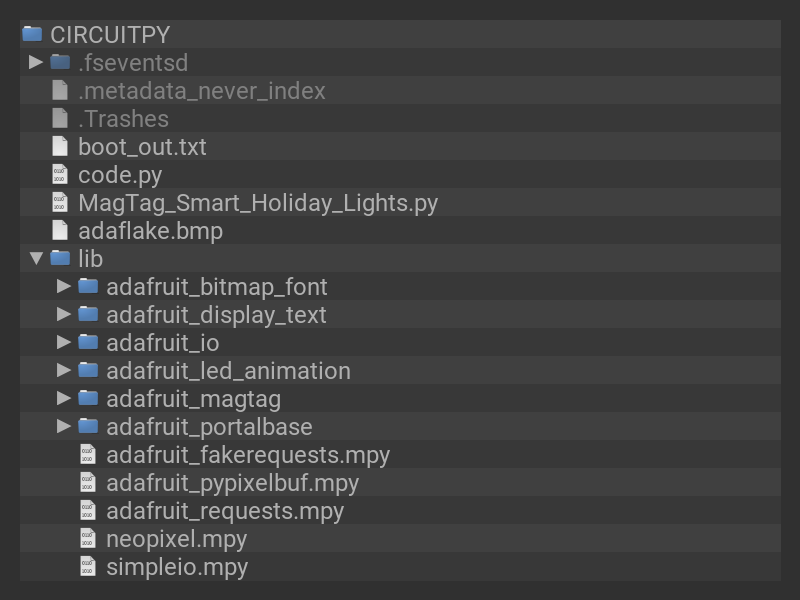 CIRCUITPY
.fseventsd
.metadata_never_index
.Trashes
boot_out.txt
code.py
MagTag_Smart_Holiday_Lights.py
adaflake.bmp
lib
adafruit_bitmap_font
adafruit_display_text
adafruit_io
adafruit_led_animation
adafruit_magtag
adafruit_portalbase
adafruit_fakerequests.mpy
adafruit_pypixelbuf.mpy
adafruit_requests.mpy
neopixel.mpy
simpleio.mpy